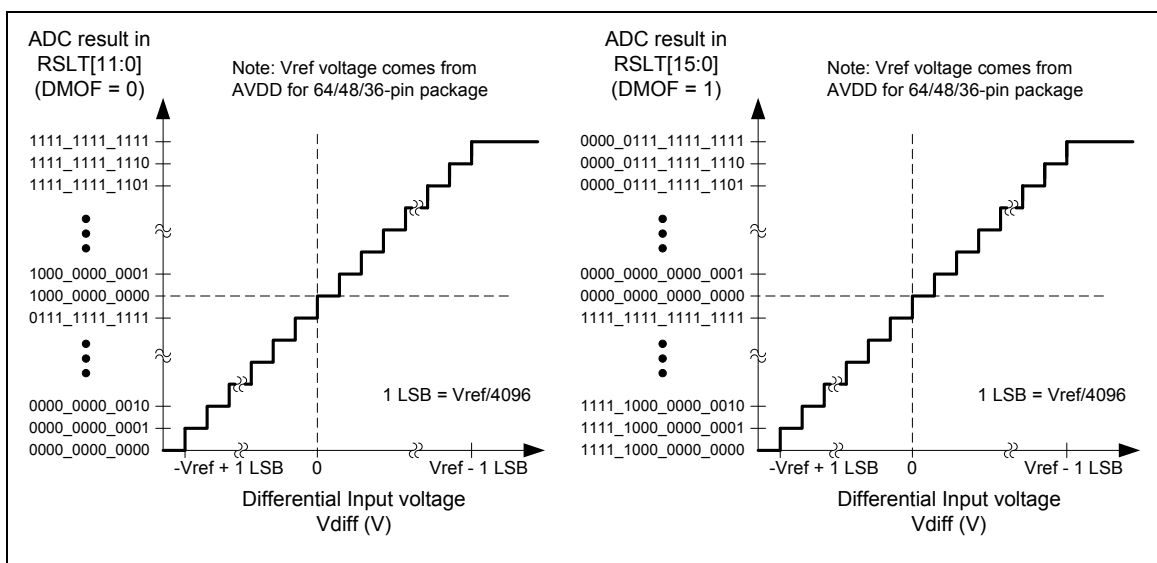 ADC result in
RSLT[11:0]
(DMOF = 0)
Note: Vref voltage comes from
AVDD for 64/48/36-pin package
1111_1111_1111
1111_1111_1110
1111_1111_1101
1000_0000_0001
1000_0000_0000
0111_1111_1111
0000_0000_0010
0000_0000_0001
0000_0000_0000
1 LSB = Vref/4096
-Vref + 1 LSB
0
Vref - 1 LSB
Differential Input voltage
Vdiff (V)
ADC result in
RSLT[15:0]
(DMOF = 1)
Note: Vref voltage comes from
AVDD for 64/48/36-pin package
0000_0111_1111_1111
0000_0111_1111_1110
0000_0111_1111_1101
0000_0000_0000_0001
0000_0000_0000_0000
1111_1111_1111_1111
1111_1000_0000_0010
1111_1000_0000_0001
1111_1000_0000_0000
1 LSB = Vref/4096
-Vref + 1 LSB
0
Vref - 1 LSB
Differential Input voltage
Vdiff (V)